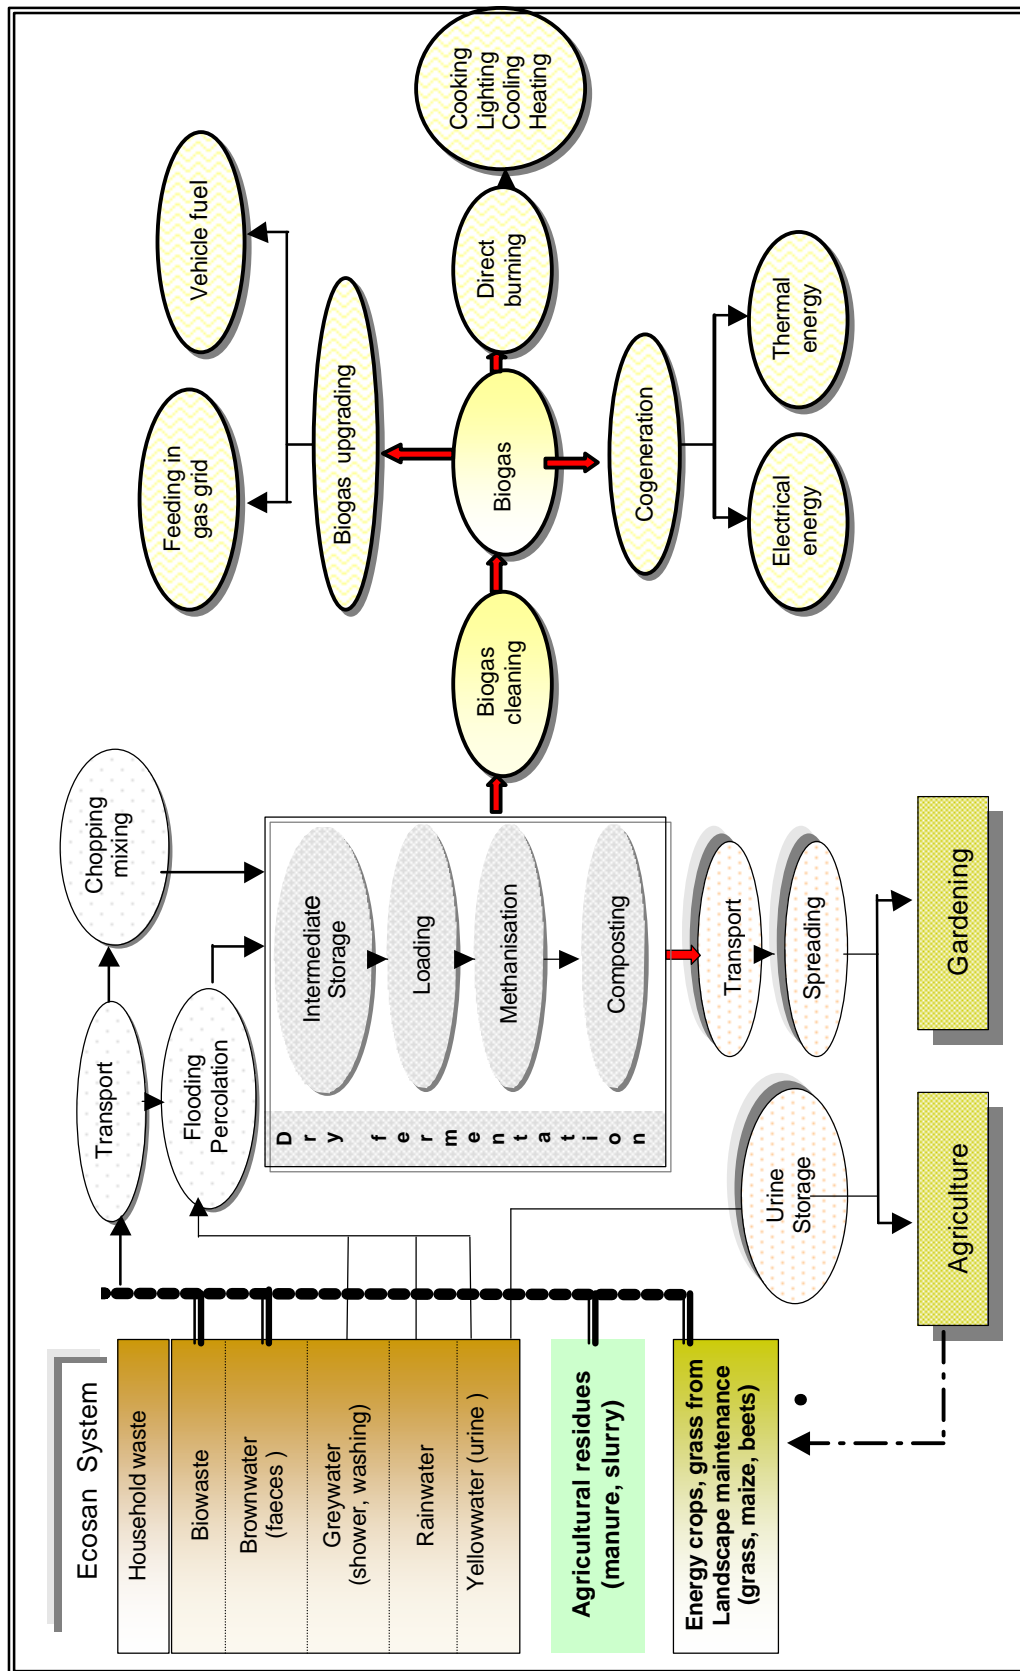 Ecosan System
Household waste
Biowaste
Brownwater
(faeces )
Greywater
(shower, washing)
Rainwater
Yellowwater (urine )
Agricultural residues
(manure, slurry)
Energy crops, grass from
Landscape maintenance
(grass, maize, beets)
Transport
Flooding
Percolation
Chopping
mixing
Dry fermentation
Intermediate
Storage
Loading
Methanisation
Composting
Urine
Storage
Transport
Spreading
Agriculture
Gardening
Biogas
cleaning
Biogas
Biogas upgrading
Feeding in
gas grid
Vehicle fuel
Direct
burning
Cooking
Lighting
Cooling
Heating
Cogeneration
Electrical
energy
Thermal
energy